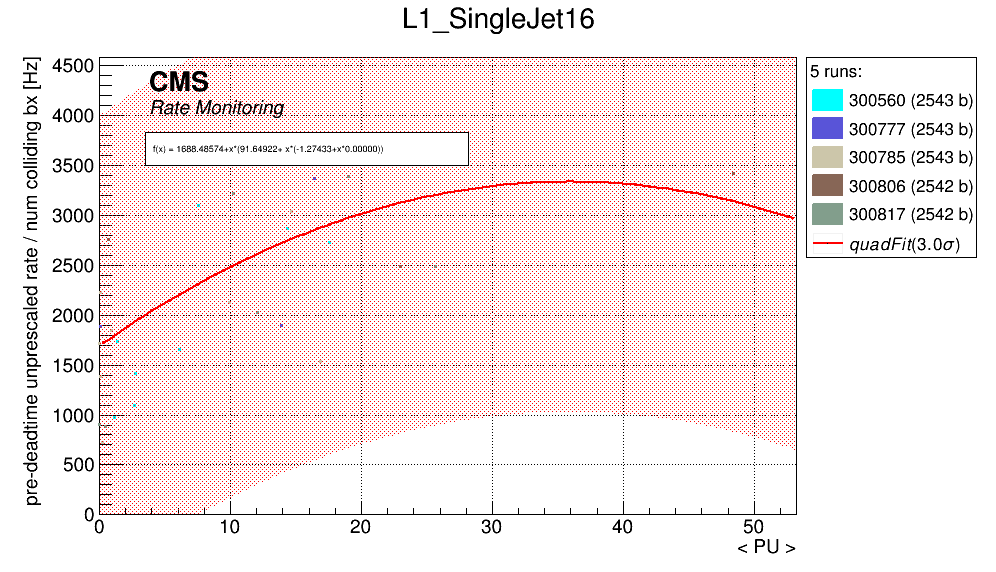 L1_SingleJet16
pre-deadtime unprescaled rate / num colliding bx [Hz]
4500
4000
3500
3000
2500
2000
1500
1000
500
0
CMS
Rate Monitoring
f(x) = 1688.48574+x*(91.64922+ x*(-1.27433+x*0.00000))
0 10 20 30 40 50
< PU >
5 runs:
300560 (2543 b)
300777 (2543 b)
300785 (2543 b)
300806 (2542 b)
300817 (2542 b)
quadFit(3.0σ)